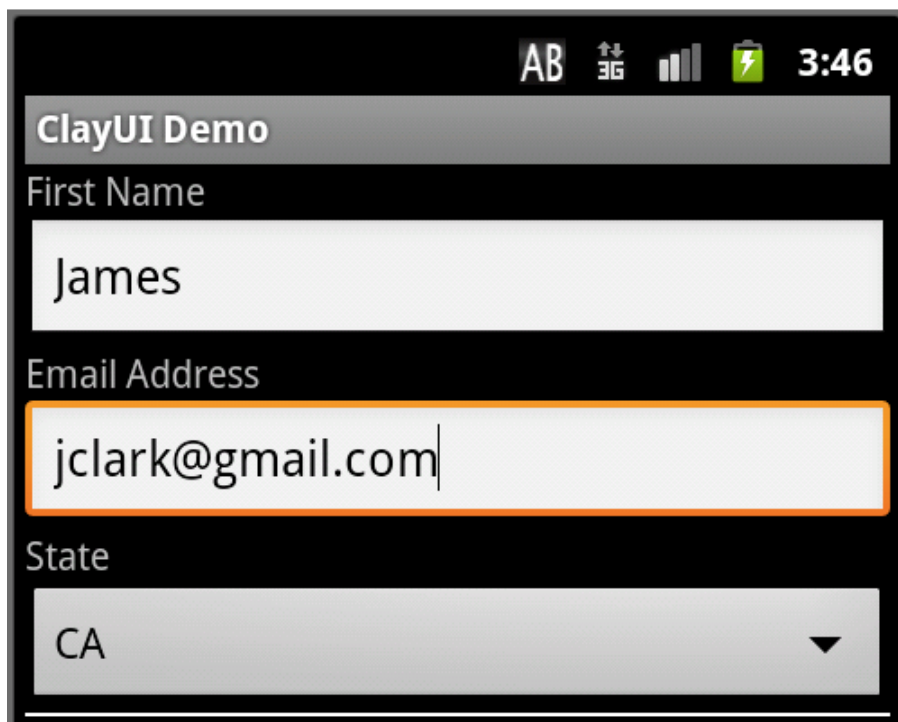 AB 3G 3:46
ClayUI Demo
First Name
James
Email Address
jclark@gmail.com
State
CA